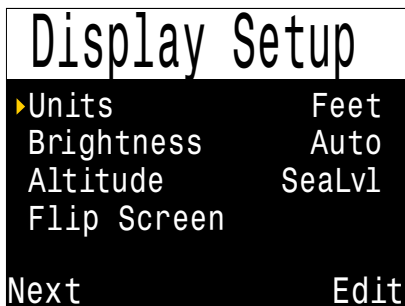 Display Setup
Units Feet
Brightness Auto
Altitude SeaLvl
Flip Screen
Next Edit